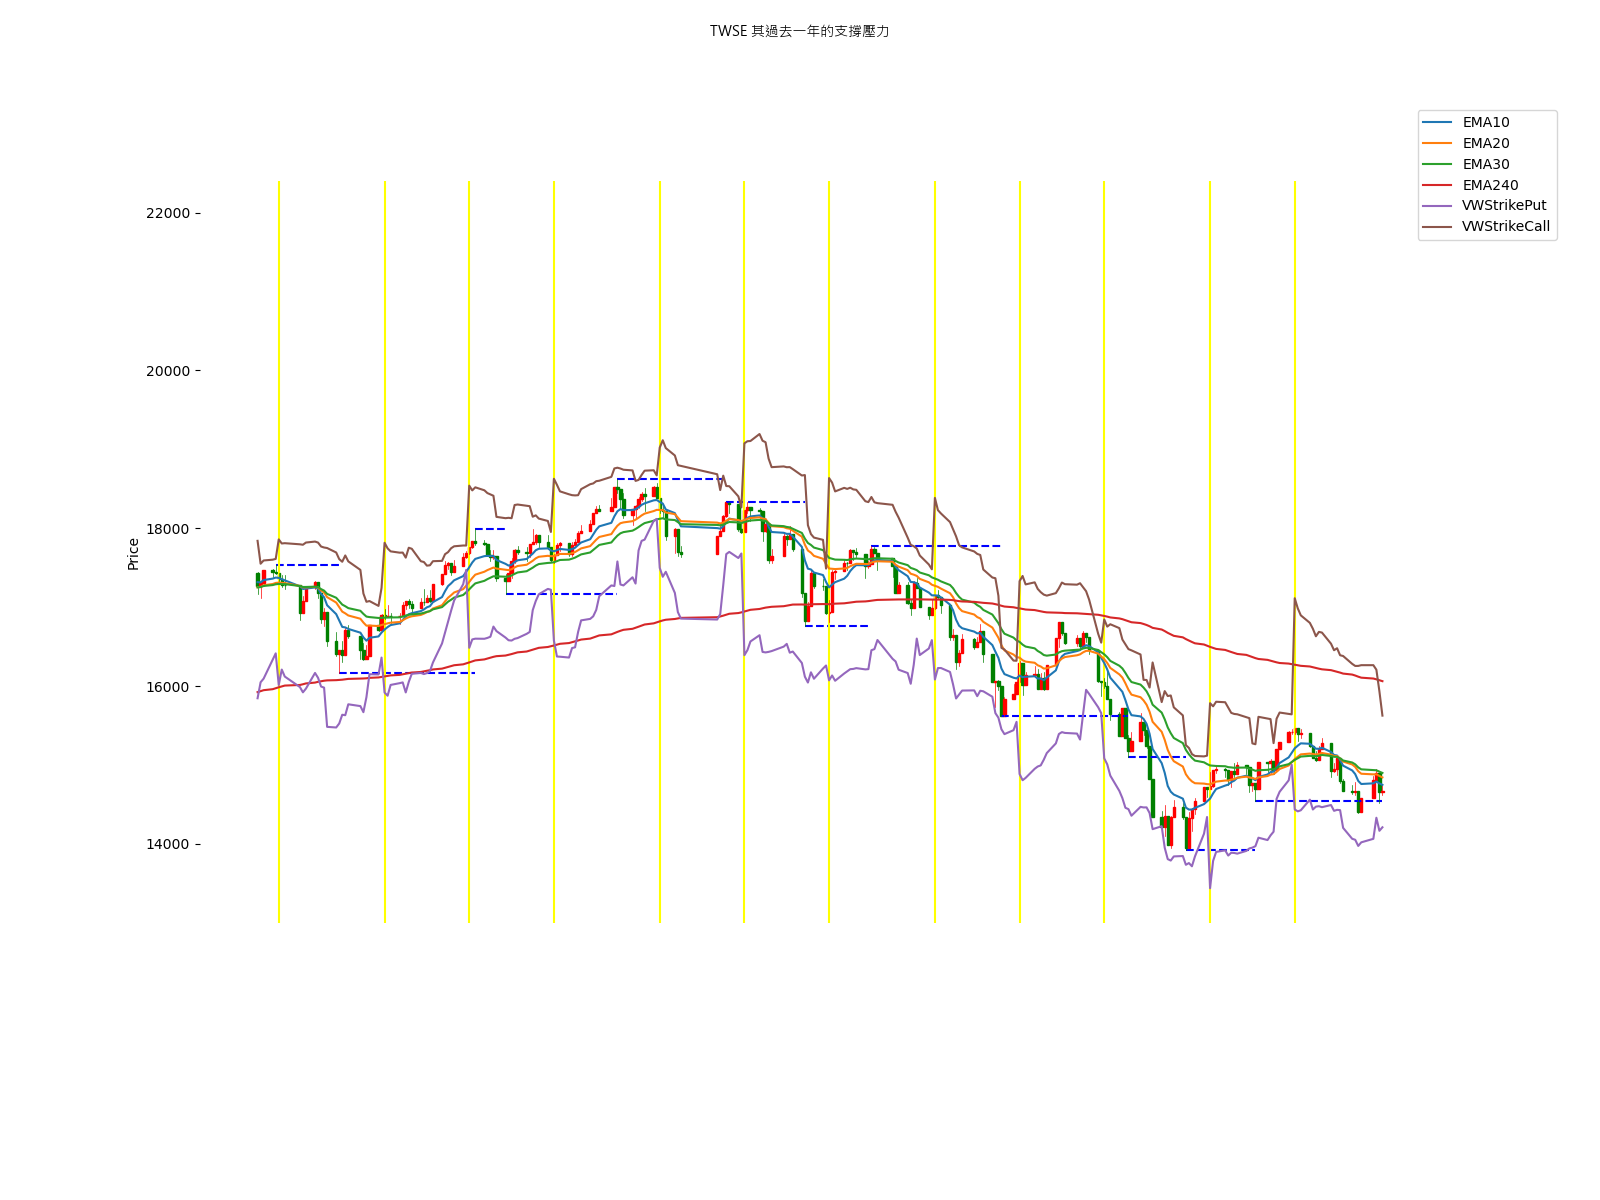 TWSE 其過去一年的支撐壓力
EMA10
EMA20
EMA30
EMA240
VWStrikePut
VWStrikeCall
Price
22000
20000
18000
16000
14000